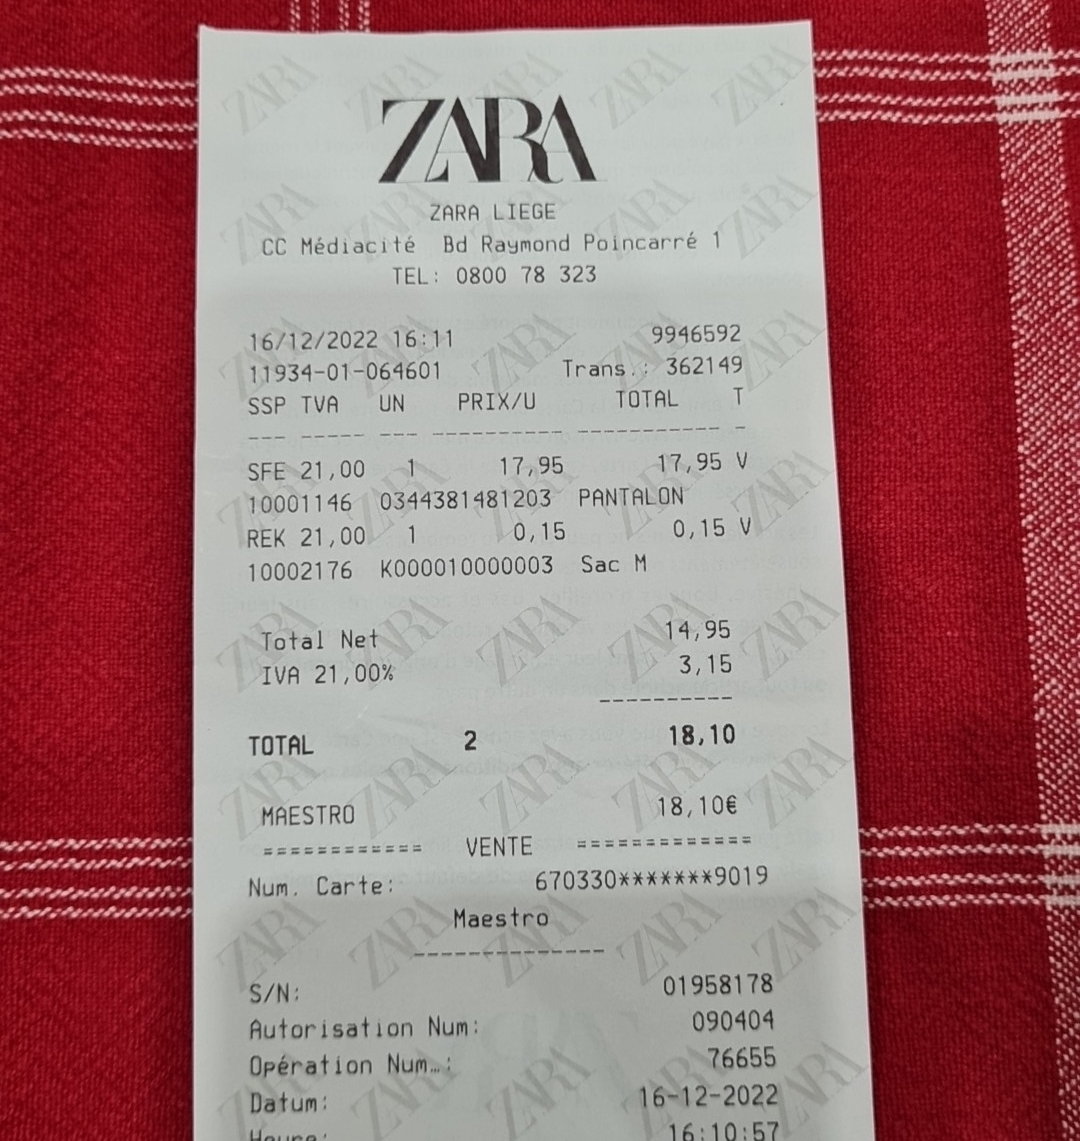 ZARA
ZARA LIEGE
CC Médiacité Bd Raymond Poincarré 1
TEL: 0800 78 323
16/12/2022 16:11 9946592
11934-01-064601 Trans.: 362149
SSP TVA UN PRIX/U TOTAL T
--- ----- --- ---------- ----------- -
SFE 21,00 1 17,95 17,95 V
10001146 0344381481203 PANTALON
REK 21,00 1 0,15 0,15 V
10002176 K000010000003 Sac M
Total Net 14,95
IVA 21,00% 3,15
----------
TOTAL 2 18,10
MAESTRO 18,10€
============ VENTE =============
Num. Carte: 670330*******9019
Maestro
--------------
S/N: 01958178
Autorisation Num: 090404
Opération Num…: 76655
Datum: 16-12-2022
Heure: 16:10:57